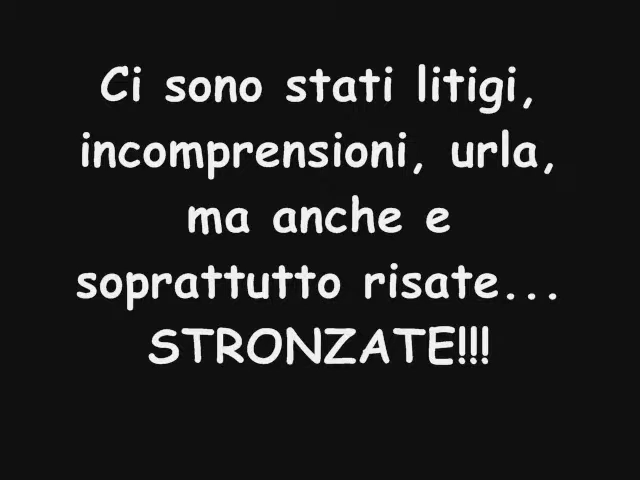 Ci sono stati litigi,
incomprensioni, urla,
ma anche e
soprattutto risate...
STRONZATE!!!